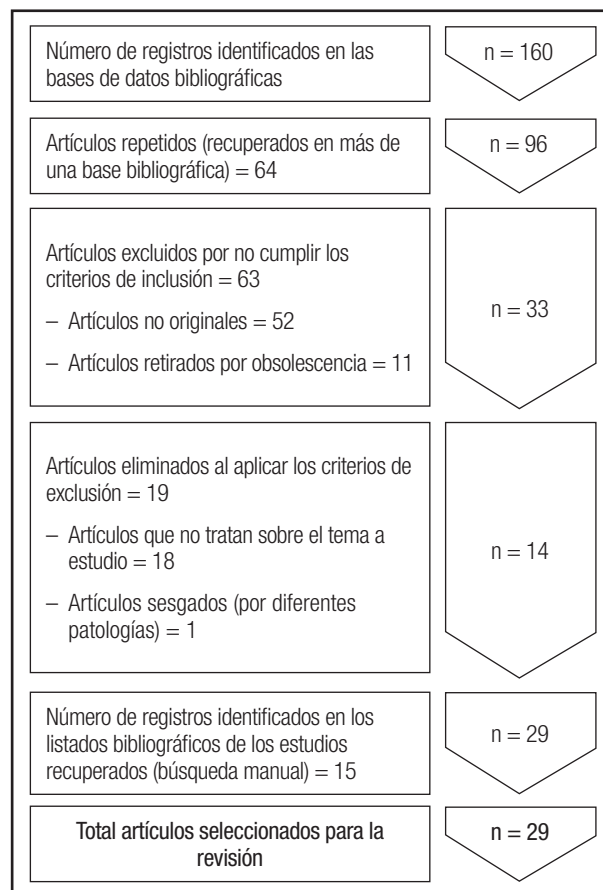 Número de registros identificados en las
bases de datos bibliográficas
n = 160
Artículos repetidos (recuperados en más de
una base bibliográfica) = 64
n = 96
Artículos excluidos por no cumplir los
criterios de inclusión = 63
– Artículos no originales = 52
– Artículos retirados por obsolescencia = 11
n = 33
Artículos eliminados al aplicar los criterios de
exclusión = 19
– Artículos que no tratan sobre el tema a
estudio = 18
– Artículos sesgados (por diferentes
patologías) = 1
n = 14
Número de registros identificados en los
listados bibliográficos de los estudios
recuperados (búsqueda manual) = 15
n = 29
Total artículos seleccionados para la
revisión
n = 29